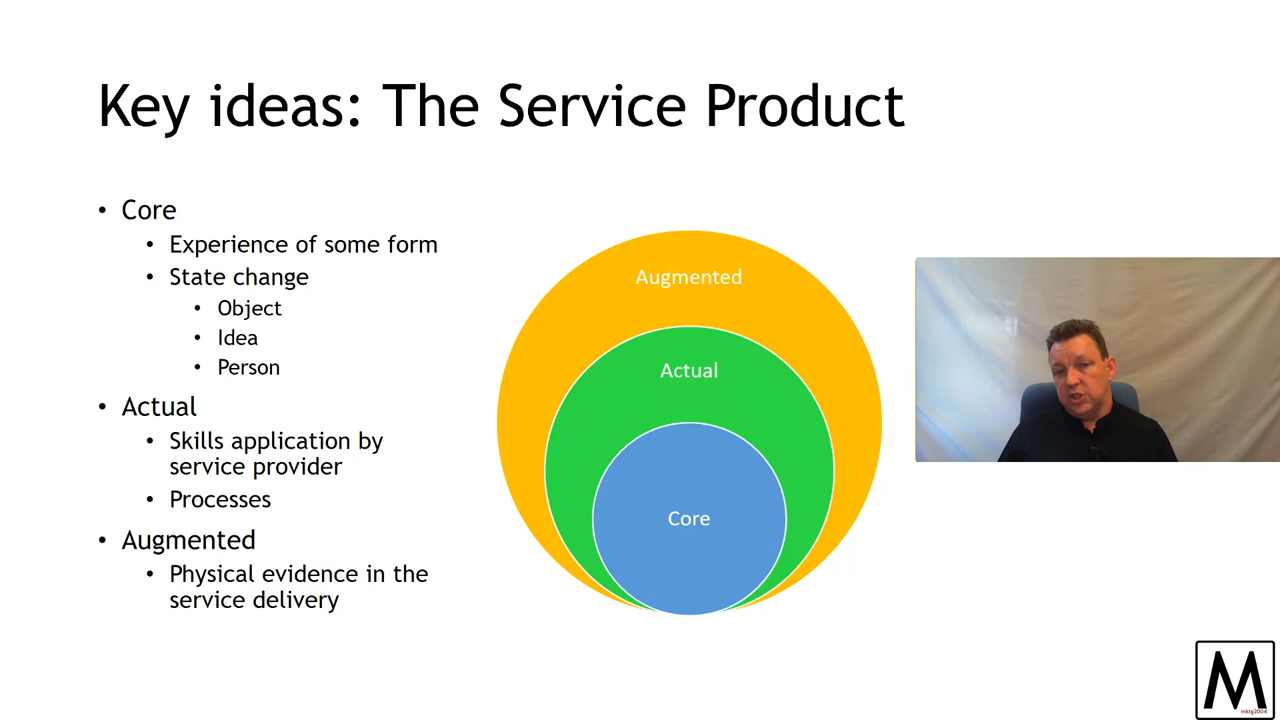 Key ideas: The Service Product
• Core
• Experience of some form
• State change
• Object
• Idea
• Person
• Actual
• Skills application by
service provider
• Processes
• Augmented
• Physical evidence in the
service delivery
Augmented
Actual
Core
M
mktg2004